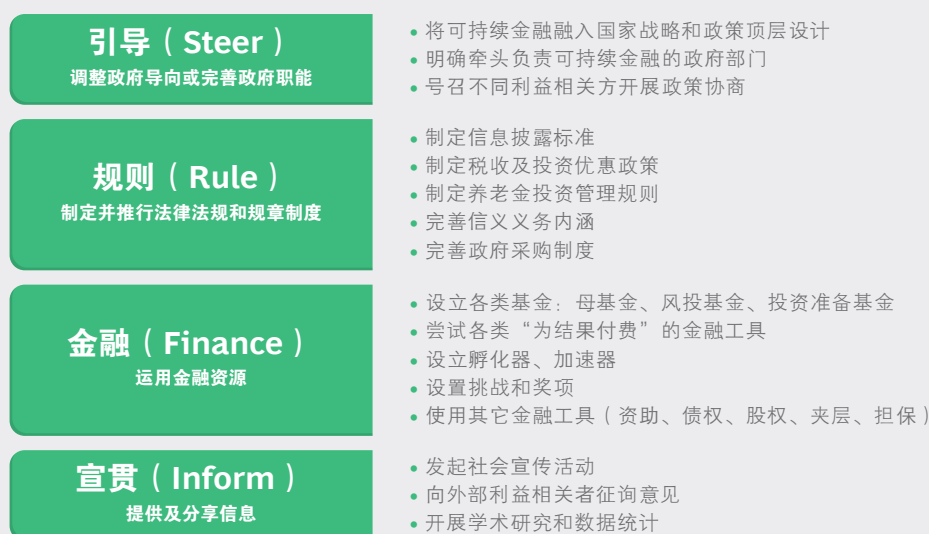 引导（Steer）
调整政府导向或完善政府职能
• 将可持续金融融入国家战略和政策顶层设计
• 明确牵头负责可持续金融的政府部门
• 号召不同利益相关方开展政策协商
规则（Rule）
制定并推行法律法规和规章制度
• 制定信息披露标准
• 制定税收及投资优惠政策
• 制定养老金投资管理规则
• 完善信义义务内涵
• 完善政府采购制度
金融（Finance）
运用金融资源
• 设立各类基金：母基金、风投基金、投资准备基金
• 尝试各类“为结果付费”的金融工具
• 设立孵化器、加速器
• 设置挑战和奖项
• 使用其它金融工具（资助、债权、股权、夹层、担保）
宣贯（Inform）
提供及分享信息
• 发起社会宣传活动
• 向外部利益相关者征询意见
• 开展学术研究和数据统计